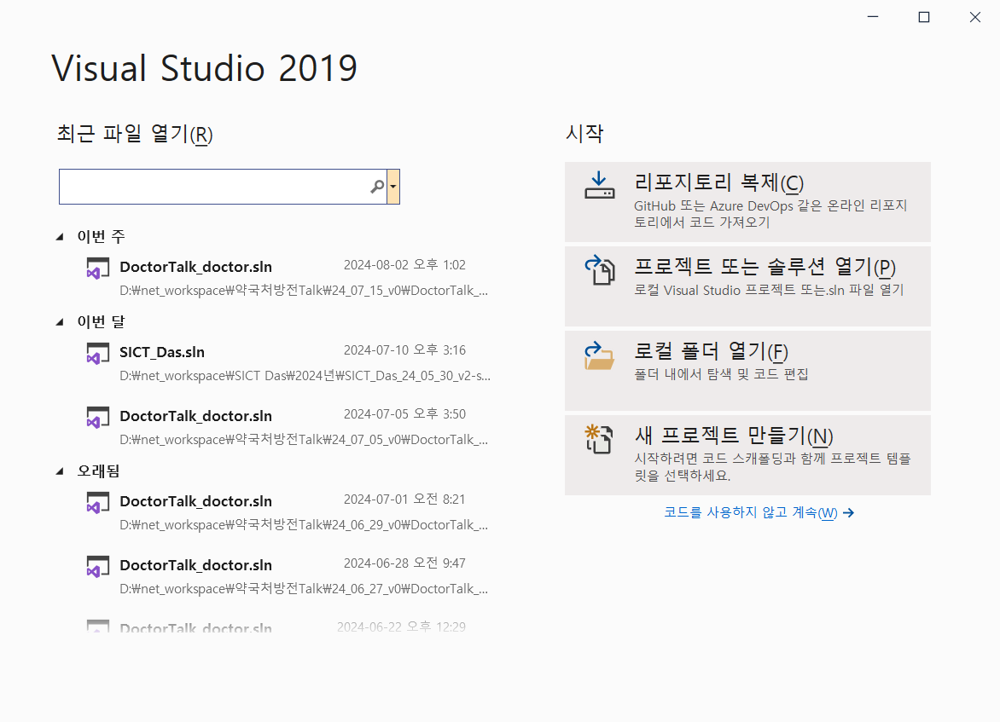 Visual Studio 2019
최근 파일 열기(R)
이번 주
DoctorTalk_doctor.sln 2024-08-02 오후 1:02
D:₩net_workspace₩약국처방전Talk₩24_07_15_v0₩DoctorTalk_...
이번 달
SICT_Das.sln 2024-07-10 오후 3:16
D:₩net_workspace₩SICT Das₩2024년₩SICT_Das_24_05_30_v2-s...
DoctorTalk_doctor.sln 2024-07-05 오후 3:50
D:₩net_workspace₩약국처방전Talk₩24_07_05_v0₩DoctorTalk_...
오래됨
DoctorTalk_doctor.sln 2024-07-01 오전 8:21
D:₩net_workspace₩약국처방전Talk₩24_06_29_v0₩DoctorTalk_...
DoctorTalk_doctor.sln 2024-06-28 오전 9:47
D:₩net_workspace₩약국처방전Talk₩24_06_27_v0₩DoctorTalk_...
DoctorTalk_doctor.sln 2024-06-22 오후 12:29
시작
리포지토리 복제(C)
GitHub 또는 Azure DevOps 같은 온라인 리포지
토리에서 코드 가져오기
프로젝트 또는 솔루션 열기(P)
로컬 Visual Studio 프로젝트 또는.sln 파일 열기
로컬 폴더 열기(F)
폴더 내에서 탐색 및 코드 편집
새 프로젝트 만들기(N)
시작하려면 코드 스캐폴딩과 함께 프로젝트 템플
릿을 선택하세요.
코드를 사용하지 않고 계속(W) →